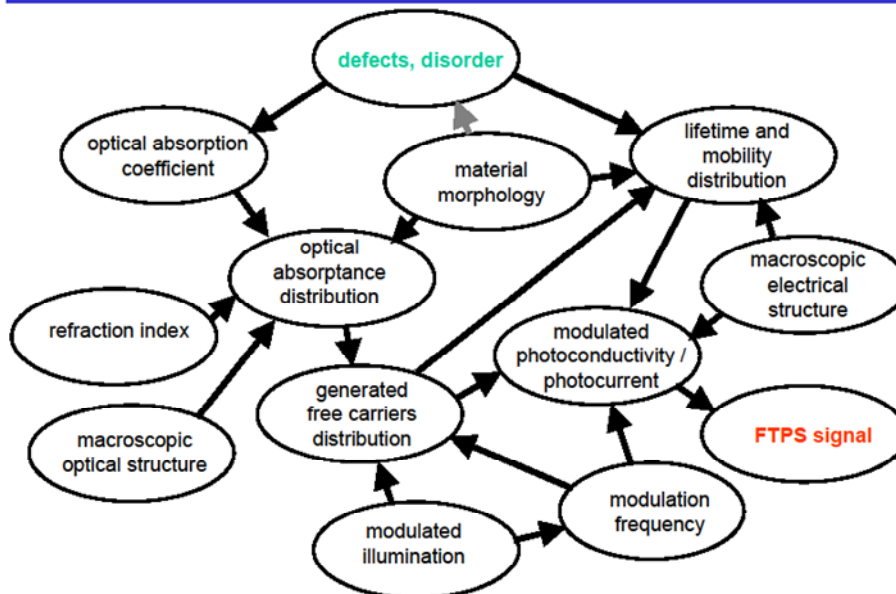 defects, disorder
optical absorption
coefficient
material
morphology
lifetime and
mobility
distribution
optical
absorptance
distribution
macroscopic
electrical
structure
refraction index
modulated
photoconductivity /
photocurrent
generated
free carriers
distribution
macroscopic
optical structure
FTPS signal
modulation
frequency
modulated
illumination